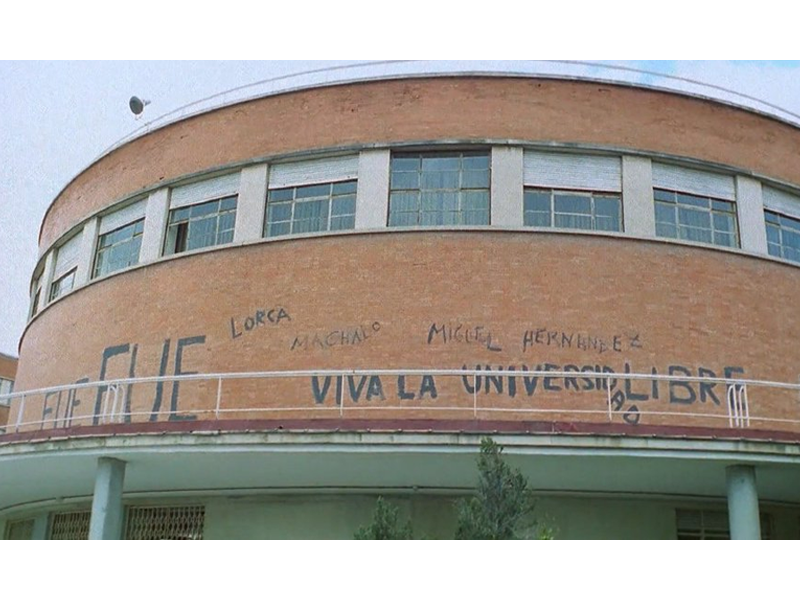 LORCA
MACHADO
MIGUEL HERNANDEZ
FUE FUE
VIVA LA UNIVERSIDAD LIBRE